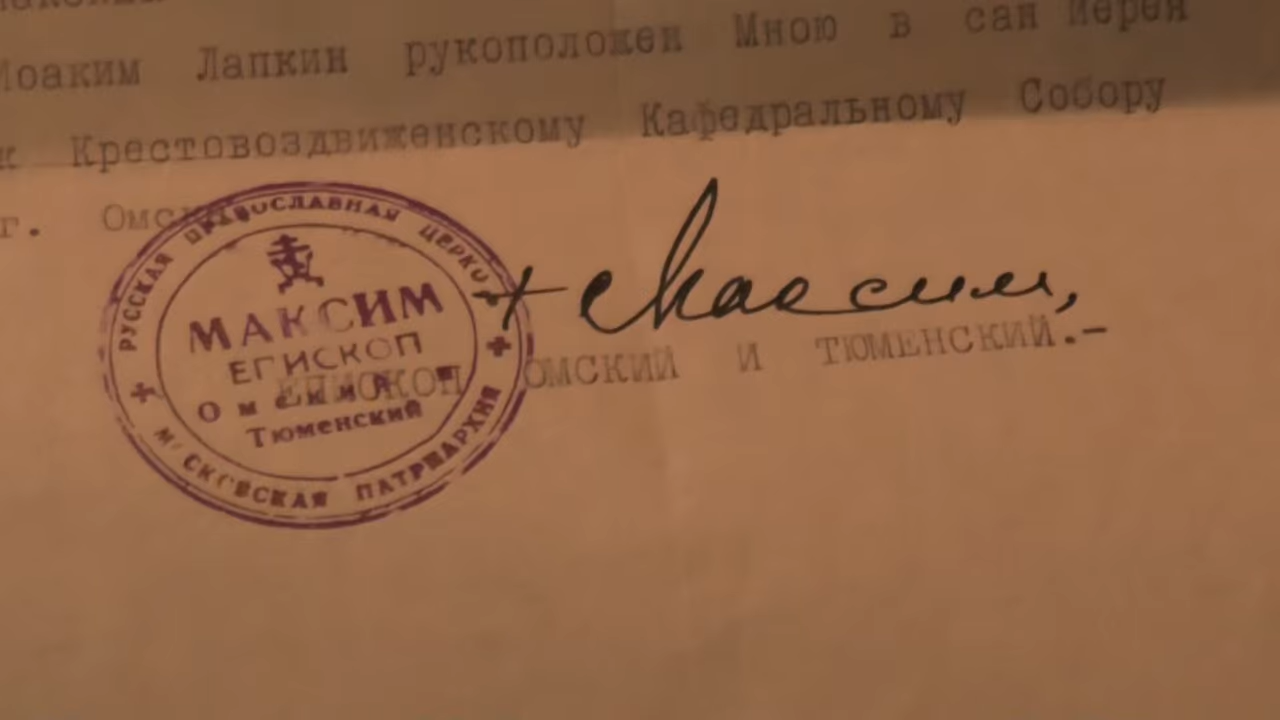 Иоаким Лапкин рукоположен Мною в сан Иерея
к Крестовоздвиженскому Кафедральному Собору
г. Омска
+ Максим,
ЕПИСКОП ОМСКИЙ И ТЮМЕНСКИЙ.-
РУССКАЯ ПРАВОСЛАВНАЯ ЦЕРКОВЬ
МАКСИМ
ЕПИСКОП
Омский и
Тюменский
МОСКОВСКАЯ ПАТРИАРХИЯ